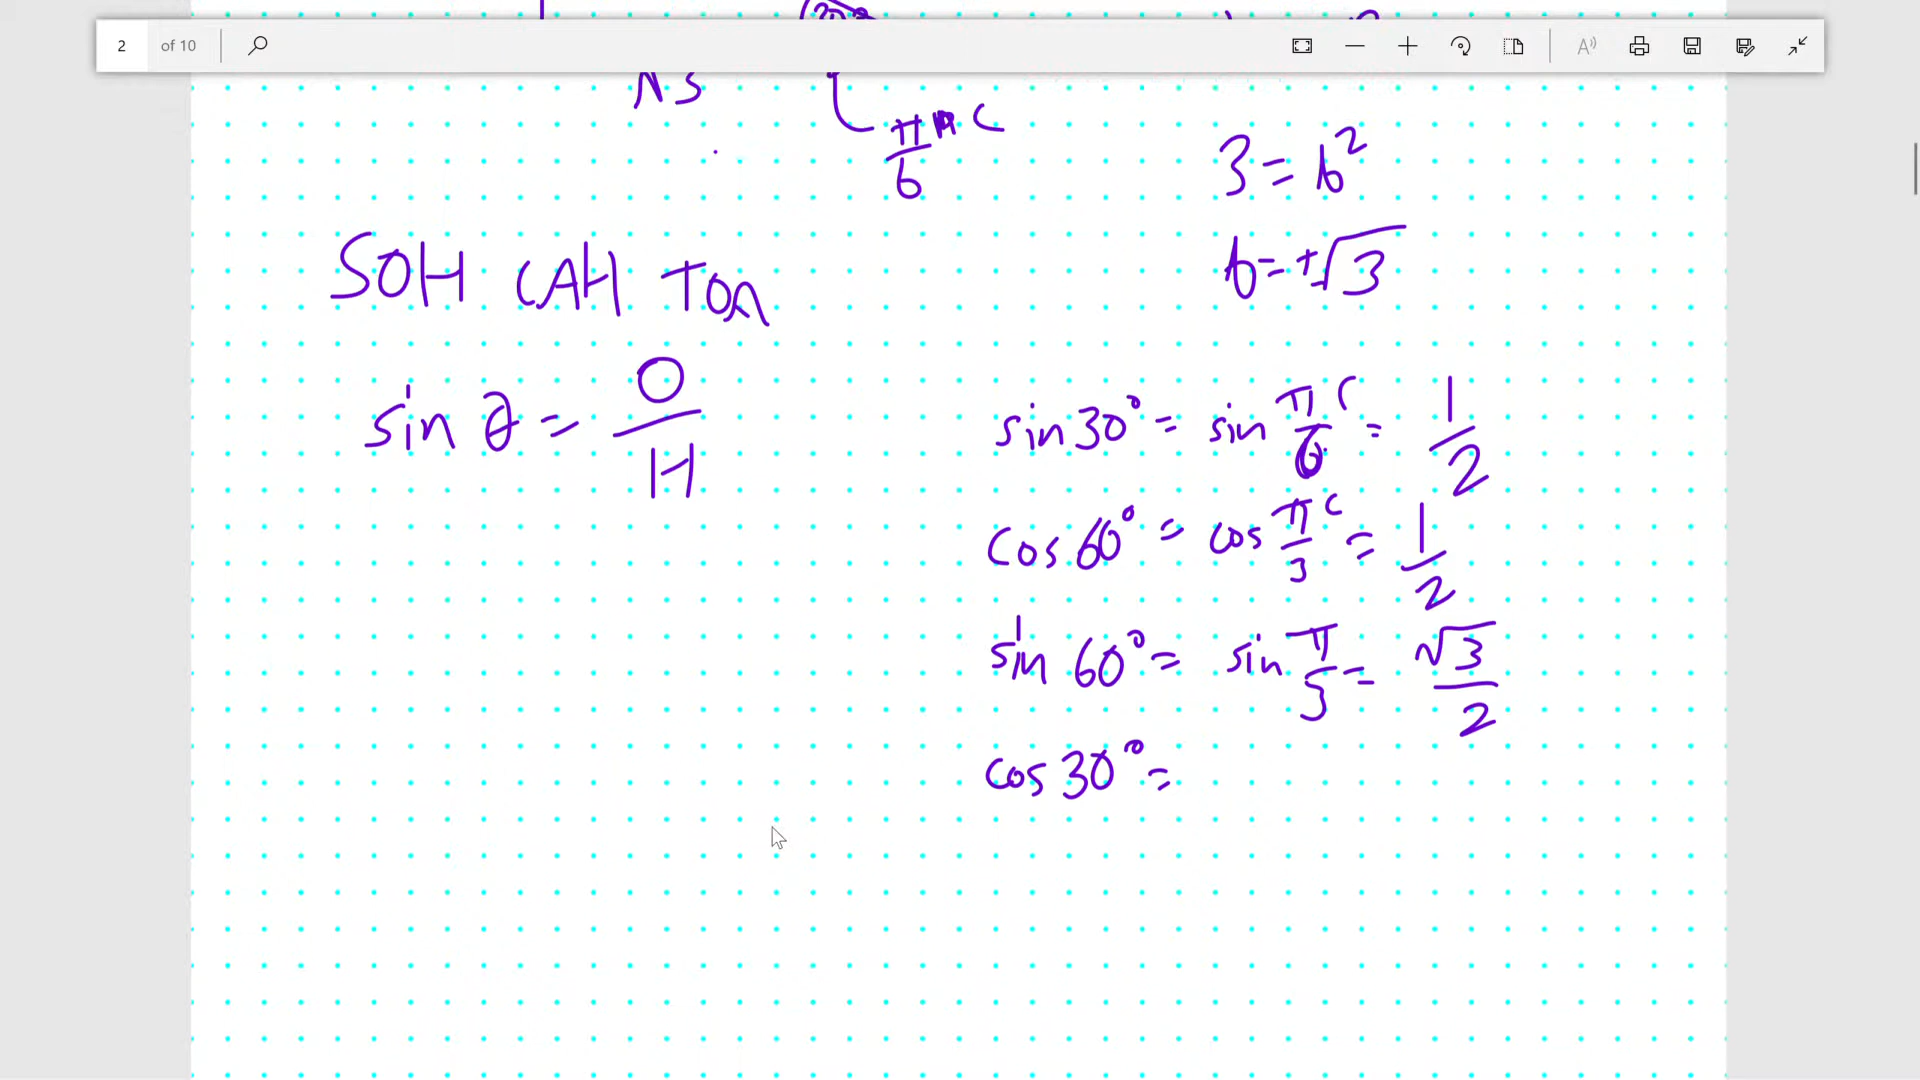 2 of 10
π/6 c
3 = b²
b = ±√3
SOH CAH TOA
sin θ = O/H
sin 30° = sin π/6 c = 1/2
cos 60° = cos π/3 c = 1/2
sin 60° = sin π/3 = √3/2
cos 30° =